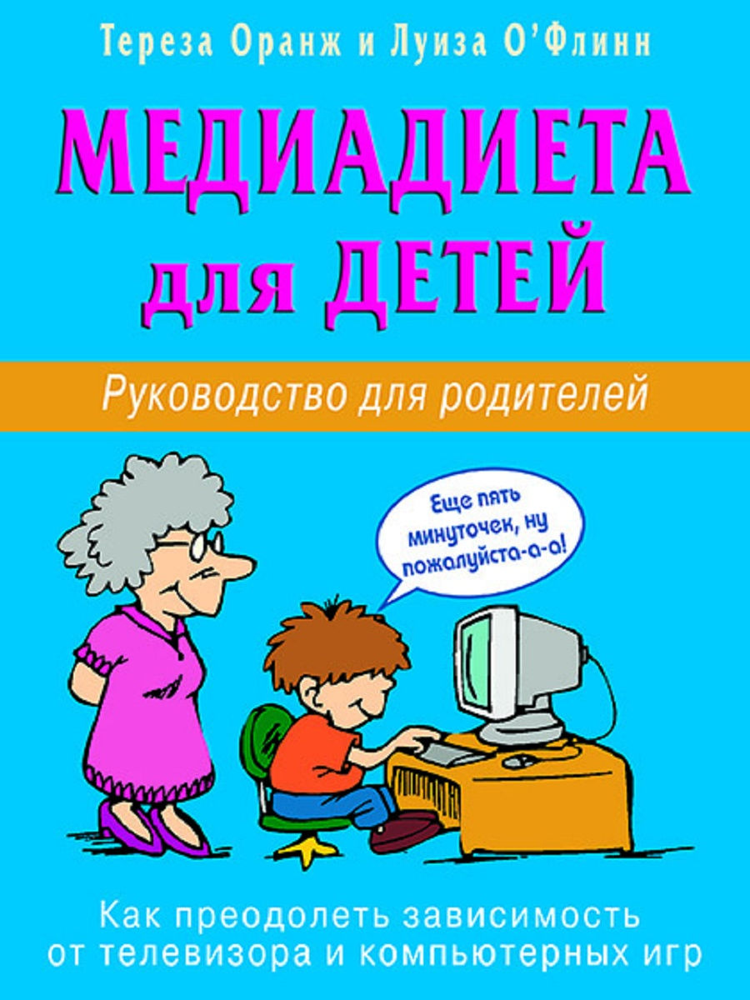 Тереза Оранж и Луиза О’Флинн
МЕДИАДИЕТА
для ДЕТЕЙ
Руководство для родителей
Еще пять
минуточек, ну
пожалуйста-а-а!
Как преодолеть зависимость
от телевизора и компьютерных игр